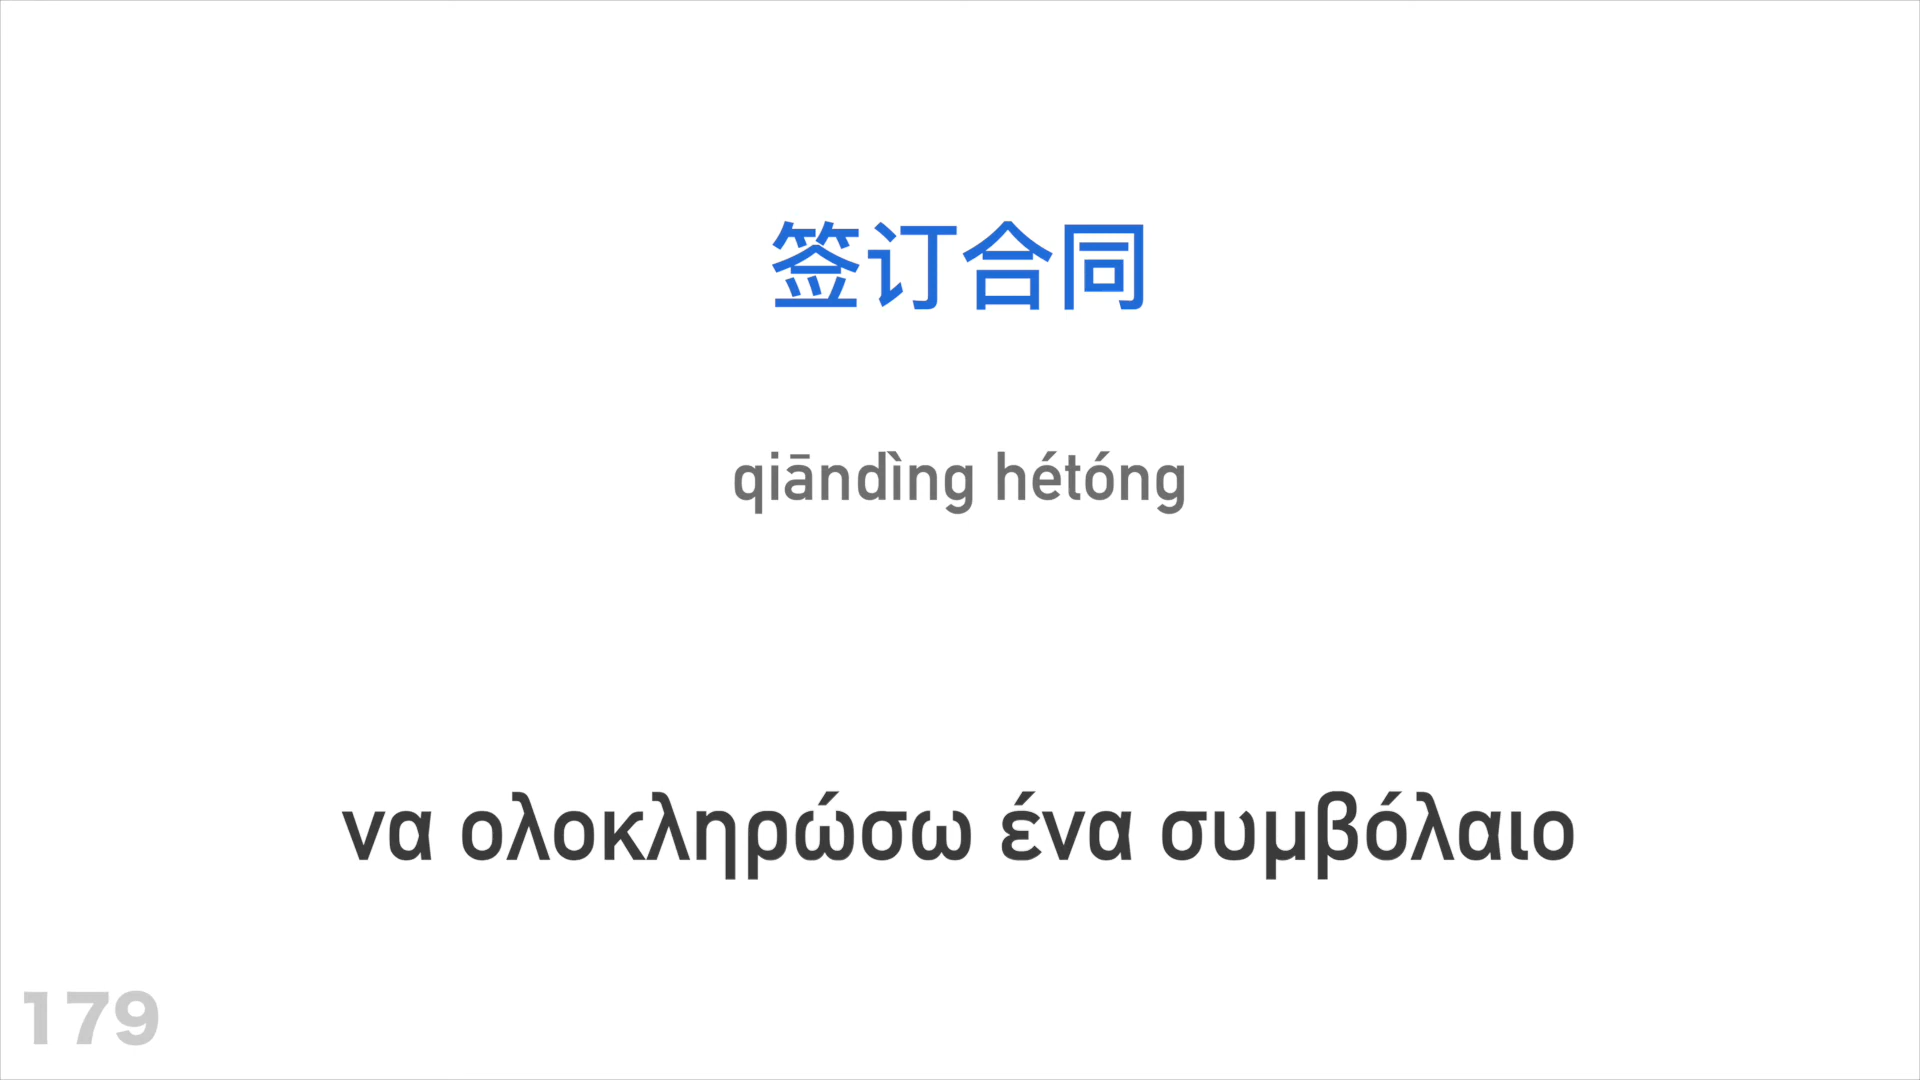 签订合同
qiāndìng hétóng
να ολοκληρώσω ένα συμβόλαιο
179